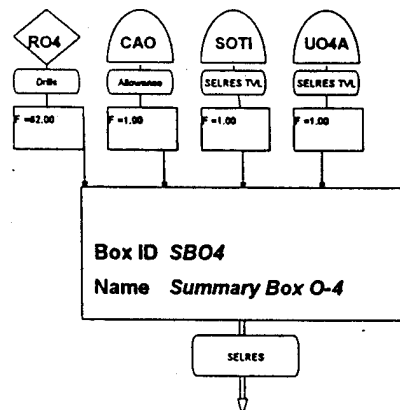 RO4 CAO SOTI UO4A
Drills Allowance SELRES TVL SELRES TVL
F =62.00 F =1.00 F =1.00 F =1.00
Box ID SBO4
Name Summary Box O-4
SELRES